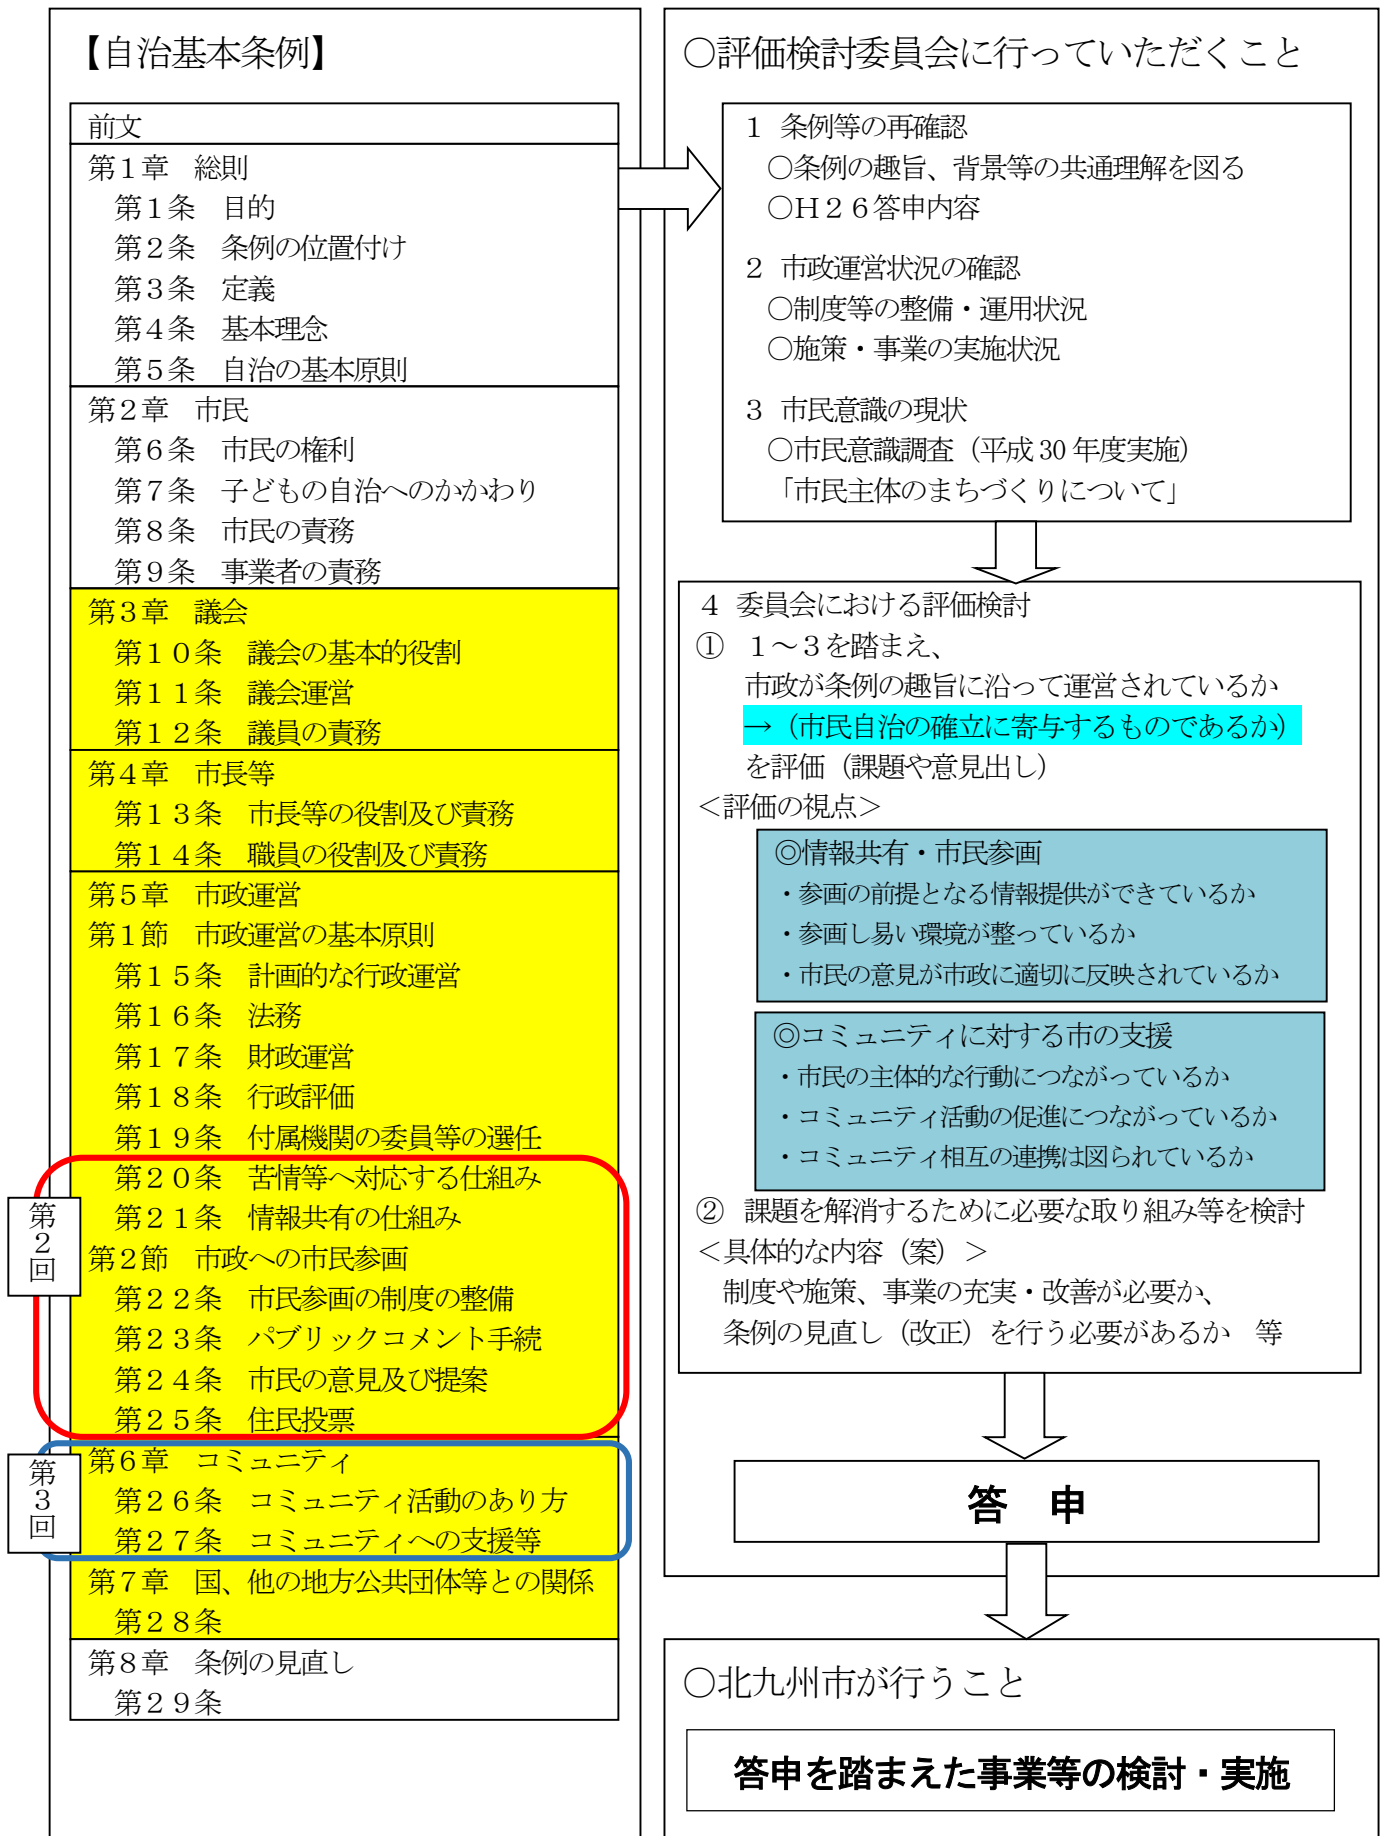 【自治基本条例】
前文
第１章　総則
第１条　目的
第２条　条例の位置付け
第３条　定義
第４条　基本理念
第５条　自治の基本原則
第２章　市民
第６条　市民の権利
第７条　子どもの自治へのかかわり
第８条　市民の責務
第９条　事業者の責務
第３章　議会
第１０条　議会の基本的役割
第１１条　議会運営
第１２条　議員の責務
第４章　市長等
第１３条　市長等の役割及び責務
第１４条　職員の役割及び責務
第５章　市政運営
第１節　市政運営の基本原則
第１５条　計画的な行政運営
第１６条　法務
第１７条　財政運営
第１８条　行政評価
第１９条　付属機関の委員等の選任
第２回
第２０条　苦情等へ対応する仕組み
第２１条　情報共有の仕組み
第２節　市政への市民参画
第２２条　市民参画の制度の整備
第２３条　パブリックコメント手続
第２４条　市民の意見及び提案
第２５条　住民投票
第３回
第６章　コミュニティ
第２６条　コミュニティ活動のあり方
第２７条　コミュニティへの支援等
第７章　国、他の地方公共団体等との関係
第２８条
第８章　条例の見直し
第２９条
○評価検討委員会に行っていただくこと
１　条例等の再確認
○条例の趣旨、背景等の共通理解を図る
○Ｈ２６答申内容
２　市政運営状況の確認
○制度等の整備・運用状況
○施策・事業の実施状況
３　市民意識の現状
○市民意識調査（平成 30 年度実施）
「市民主体のまちづくりについて」
４　委員会における評価検討
①　１～３を踏まえ、
市政が条例の趣旨に沿って運営されているか
→（市民自治の確立に寄与するものであるか）
を評価（課題や意見出し）
＜評価の視点＞
◎情報共有・市民参画
・参画の前提となる情報提供ができているか
・参画し易い環境が整っているか
・市民の意見が市政に適切に反映されているか
◎コミュニティに対する市の支援
・市民の主体的な行動につながっているか
・コミュニティ活動の促進につながっているか
・コミュニティ相互の連携は図られているか
②　課題を解消するために必要な取り組み等を検討
＜具体的な内容（案）＞
制度や施策、事業の充実・改善が必要か、
条例の見直し（改正）を行う必要があるか　等
答　申
○北九州市が行うこと
答申を踏まえた事業等の検討・実施